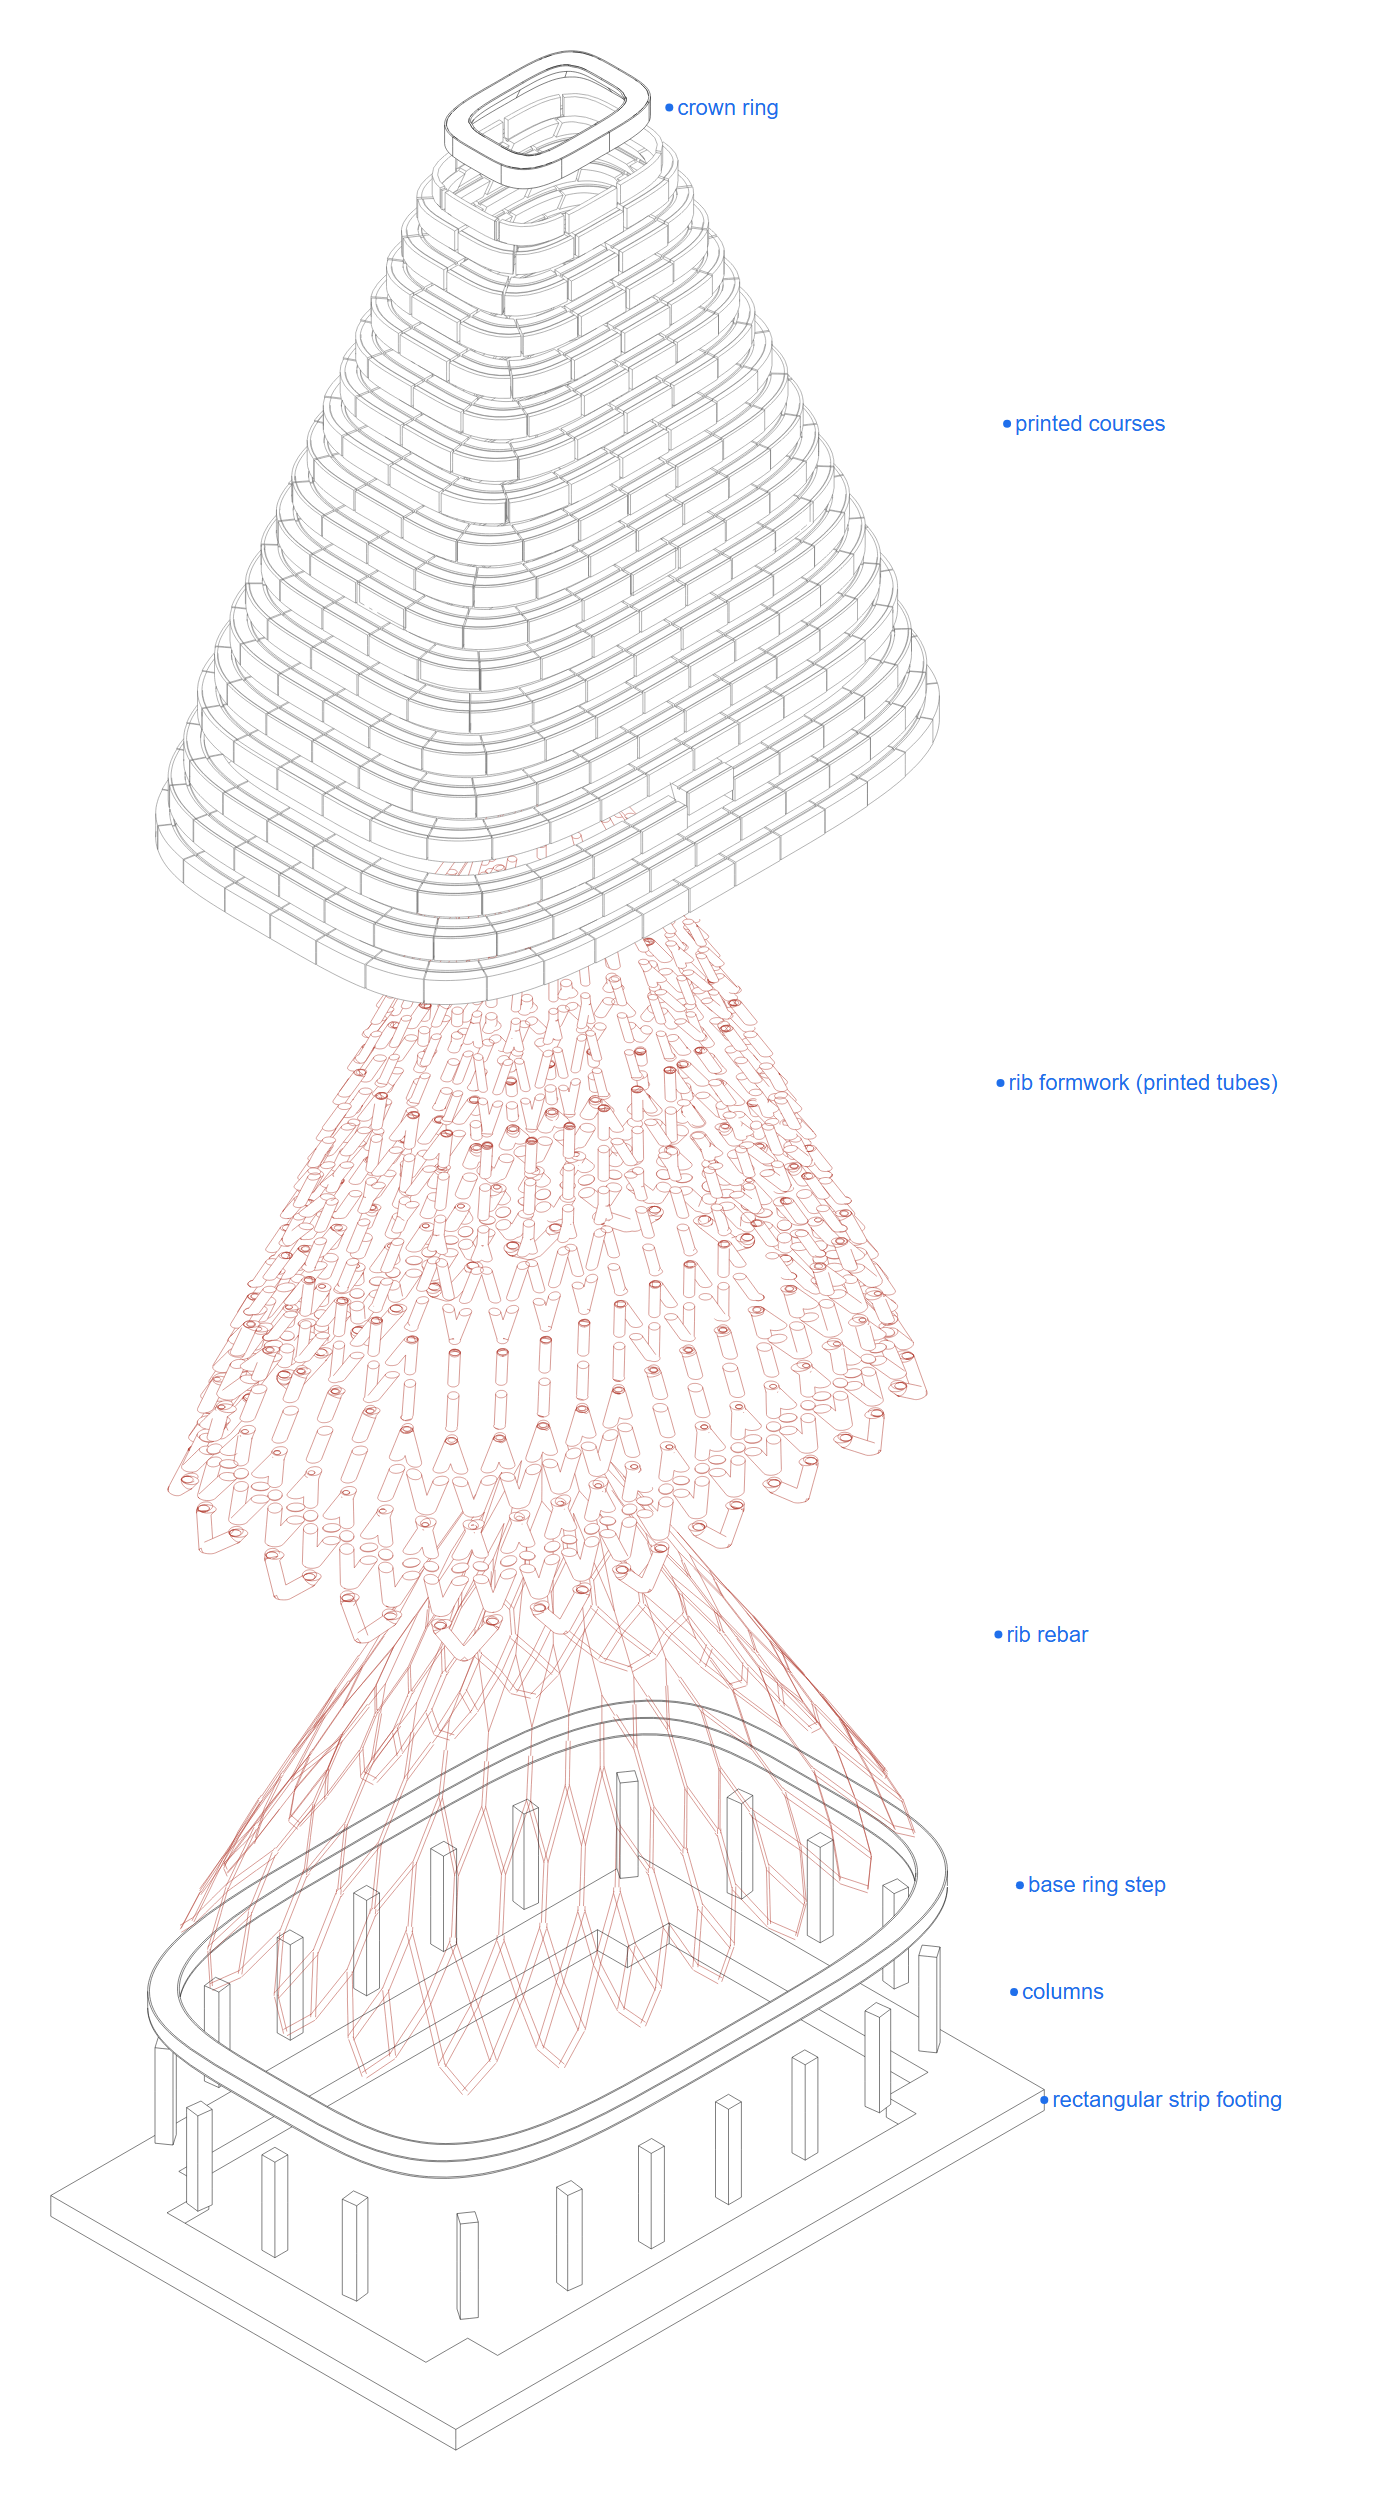 crown ring
printed courses
rib formwork (printed tubes)
rib rebar
base ring step
columns
rectangular strip footing